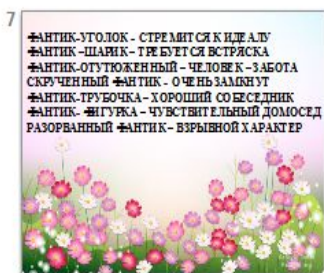 7
ФАНТИК-УГОЛОК – СТРЕМИТСЯ К ИДЕАЛУ
ФАНТИК –ШАРИК – ТРЕБУЕТСЯ ВСТРЯСКА
ФАНТИК-ОТУТЮЖЕННЫЙ – ЧЕЛОВЕК –ЗАБОТА
СКРУЧЕННЫЙ ФАНТИК - ОЧЕНЬ ЗАМКНУТ
ФАНТИК-ТРУБОЧКА – ХОРОШИЙ СОБЕСЕДНИК
ФАНТИК- ФИГУРКА – ЧУВСТВИТЕЛЬНЫЙ ДОМОСЕД
РАЗОРВАННЫЙ ФАНТИК – ВЗРЫВНОЙ ХАРАКТЕР